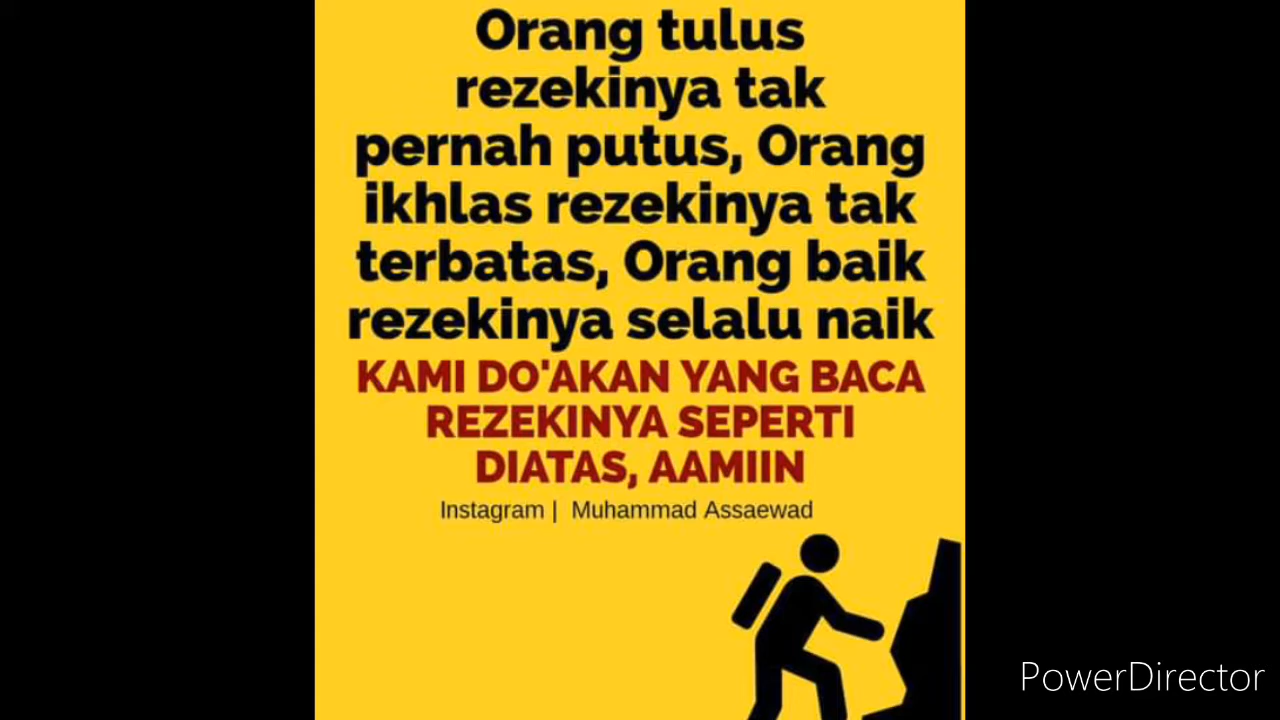 Orang tulus
rezekinya tak
pernah putus, Orang
ikhlas rezekinya tak
terbatas, Orang baik
rezekinya selalu naik
KAMI DO'AKAN YANG BACA
REZEKINYA SEPERTI
DIATAS, AAMIIN
Instagram | Muhammad Assaewad
PowerDirector